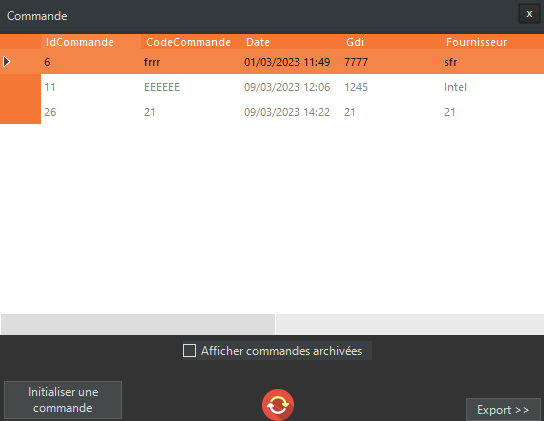 Commande
x
IdCommande CodeCommande Date Gdi Fournisseur
6 frrr 01/03/2023 11:49 7777 sfr
11 EEEEEE 09/03/2023 12:06 1245 Intel
26 21 09/03/2023 14:22 21 21
Afficher commandes archivées
Initialiser une
commande
Export >>